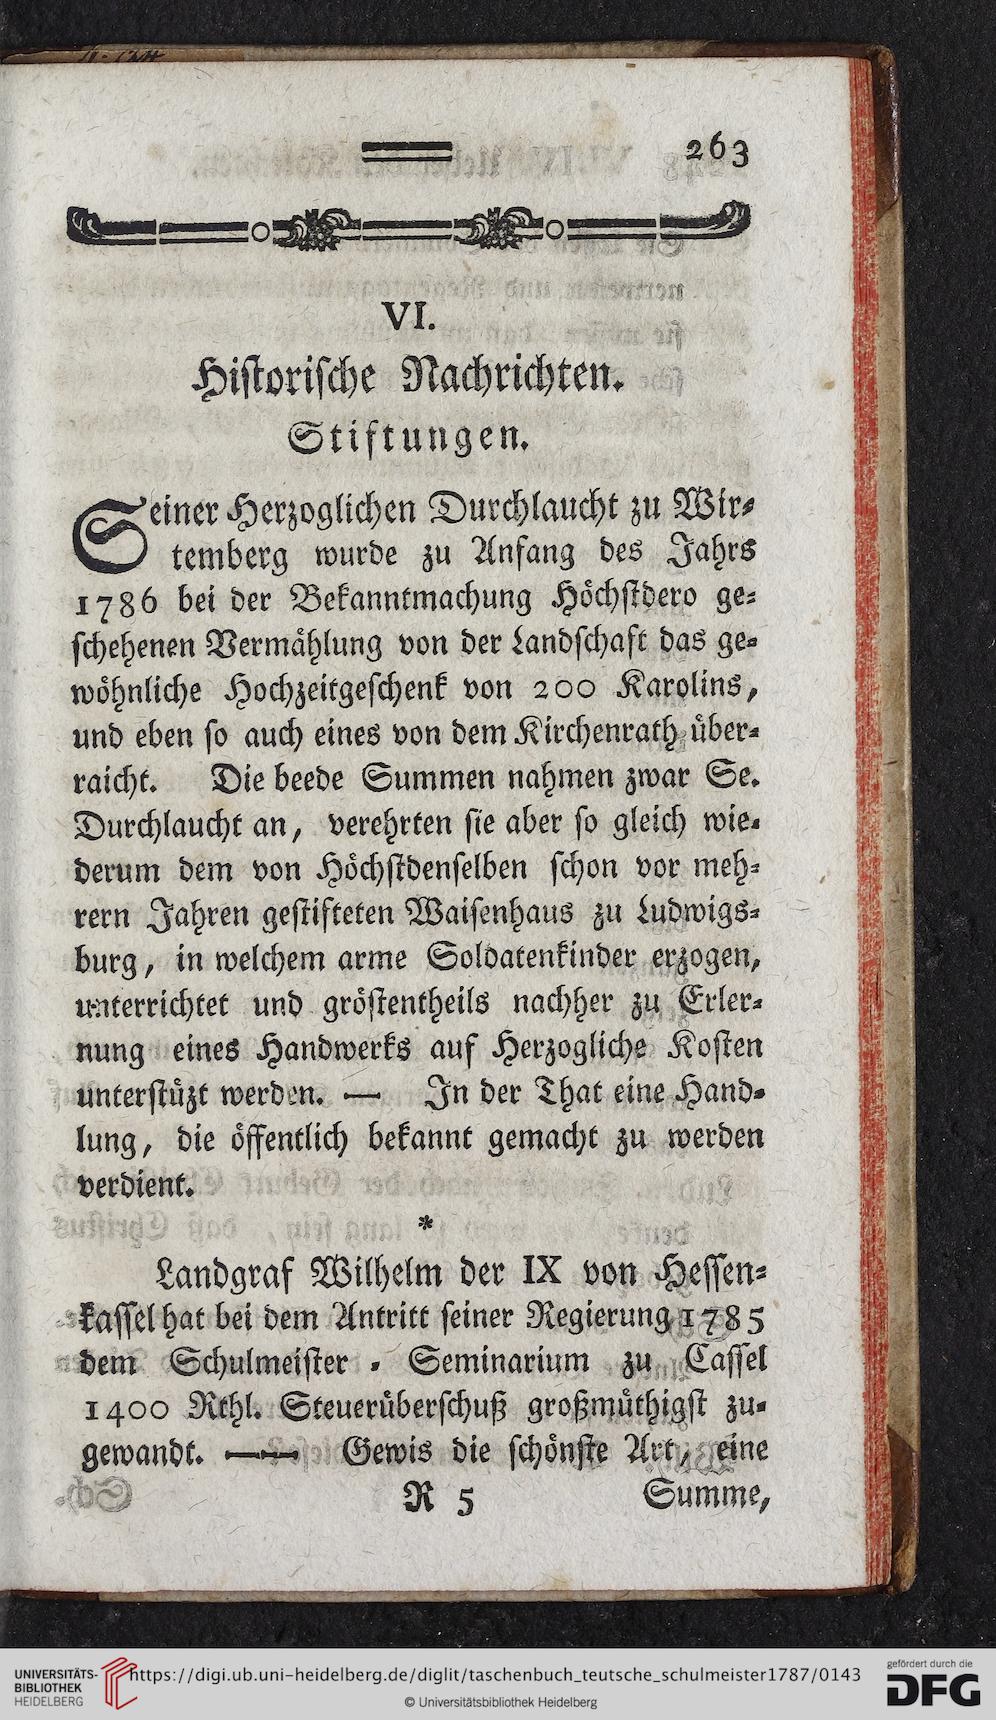 263
VI.
Historische Nachrichten.
Stiftungen.
Seiner Herzoglichen Durchlaucht zu Wir-
temberg wurde zu Anfang des Jahrs
1786 bei der Bekanntmachung Höchstdero ge-
schehenen Vermählung von der Landschaft das ge-
wöhnliche Hochzeitgeschenk von 200 Karolins,
und eben so auch eines von dem Kirchenrath über-
raicht. Die beede Summen nahmen zwar Se.
Durchlaucht an, verehrten sie aber so gleich wie-
derum dem von Höchstdenselben schon vor meh-
rern Jahren gestifteten Waisenhaus zu Ludwigs-
burg, in welchem arme Soldatenkinder erzogen,
unterrichtet und gröstentheils nachher zu Erler-
nung eines Handwerks auf Herzogliche Kosten
unterstüzt werden. — In der That eine Hand-
lung, die öffentlich bekannt gemacht zu werden
verdient.
*
Landgraf Wilhelm der IX von Hessen-
kassel hat bei dem Antritt seiner Regierung 1785
dem Schulmeister - Seminarium zu Cassel
1400 Rthl. Steuerüberschuß großmüthigst zu-
gewandt. —— Gewis die schönste Art, eine
R 5 Summe,
UNIVERSITÄTS-
BIBLIOTHEK
HEIDELBERG
https://digi.ub.uni-heidelberg.de/diglit/taschenbuch_teutsche_schulmeister1787/0143
© Universitätsbibliothek Heidelberg
gefördert durch die
DFG